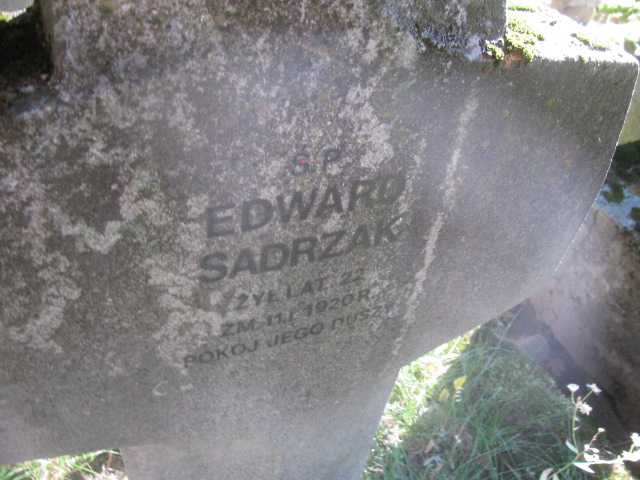 Ś P
EDWARD
SADRZAK
ŻYŁ LAT 22
ZM. 11.I.1920 R.
POKÓJ JEGO DUSZY